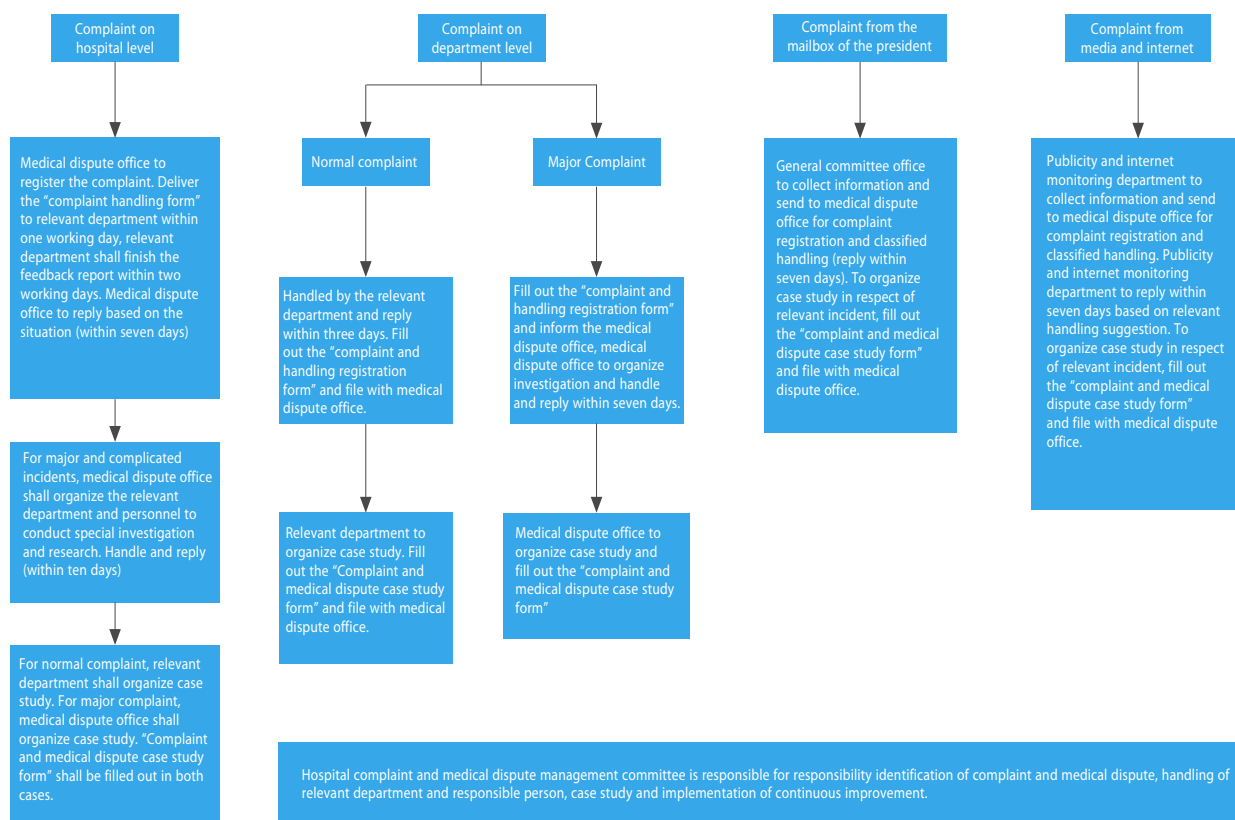 Complaint on
hospital level
Complaint on
department level
Complaint from the
mailbox of the president
Complaint from
media and internet
Medical dispute office to
register the complaint. Deliver
the “complaint handling form”
to relevant department within
one working day, relevant
department shall finish the
feedback report within two
working days. Medical dispute
office to reply based on the
situation (within seven days)
Normal complaint
Major Complaint
General committee office
to collect information and
send to medical dispute
office for complaint
registration and classified
handling (reply within
seven days). To organize
case study in respect of
relevant incident, fill out
the “complaint and medical
dispute case study form”
and file with medical
dispute office.
Publicity and internet
monitoring department to
collect information and send
to medical dispute office for
complaint registration and
classified handling. Publicity
and internet monitoring
department to reply within
seven days based on relevant
handling suggestion. To
organize case study in respect
of relevant incident, fill out
the “complaint and medical
dispute case study form”
and file with medical dispute
office.
Handled by the relevant
department and reply
within three days. Fill
out the “complaint and
handling registration
form” and file with medical
dispute office.
Fill out the “complaint and
handling registration form”
and inform the medical
dispute office, medical
dispute office to organize
investigation and handle
and reply within seven days.
For major and complicated
incidents, medical dispute office
shall organize the relevant
department and personnel to
conduct special investigation
and research. Handle and reply
(within ten days)
Relevant department to
organize case study. Fill
out the “Complaint and
medical dispute case study
form” and file with medical
dispute office.
Medical dispute office to
organize case study and
fill out the “complaint and
medical dispute case study
form”
For normal complaint, relevant
department shall organize case
study. For major complaint,
medical dispute office shall
organize case study. “Complaint
and medical dispute case study
form” shall be filled out in both
cases.
Hospital complaint and medical dispute management committee is responsible for responsibility identification of complaint and medical dispute, handling of
relevant department and responsible person, case study and implementation of continuous improvement.